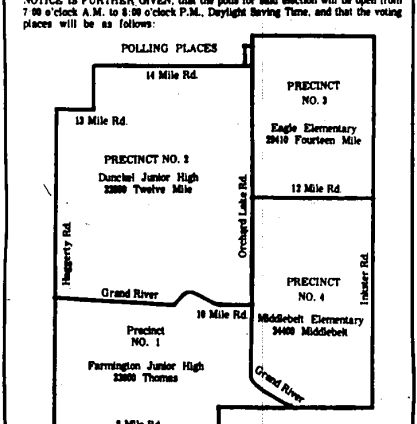 NOTICE IS FURTHER GIVEN, that the polls for said election will be open from
7:00 o'clock A.M. to 8:00 o'clock P.M., Daylight Saving Time, and that the voting
places will be as follows:
POLLING PLACES
14 Mile Rd.
13 Mile Rd.
PRECINCT
NO. 3
Eagle Elementary
29410 Fourteen Mile
PRECINCT NO. 2
Dunckel Junior High
32800 Twelve Mile
12 Mile Rd.
Haggerty Rd.
Orchard Lake Rd.
Inkster Rd.
Grand River
10 Mile Rd.
PRECINCT
NO. 4
Middlebelt Elementary
34400 Middlebelt
Precinct
NO. 1
Farmington Junior High
33000 Thomas
Grand River
8 Mile Rd.